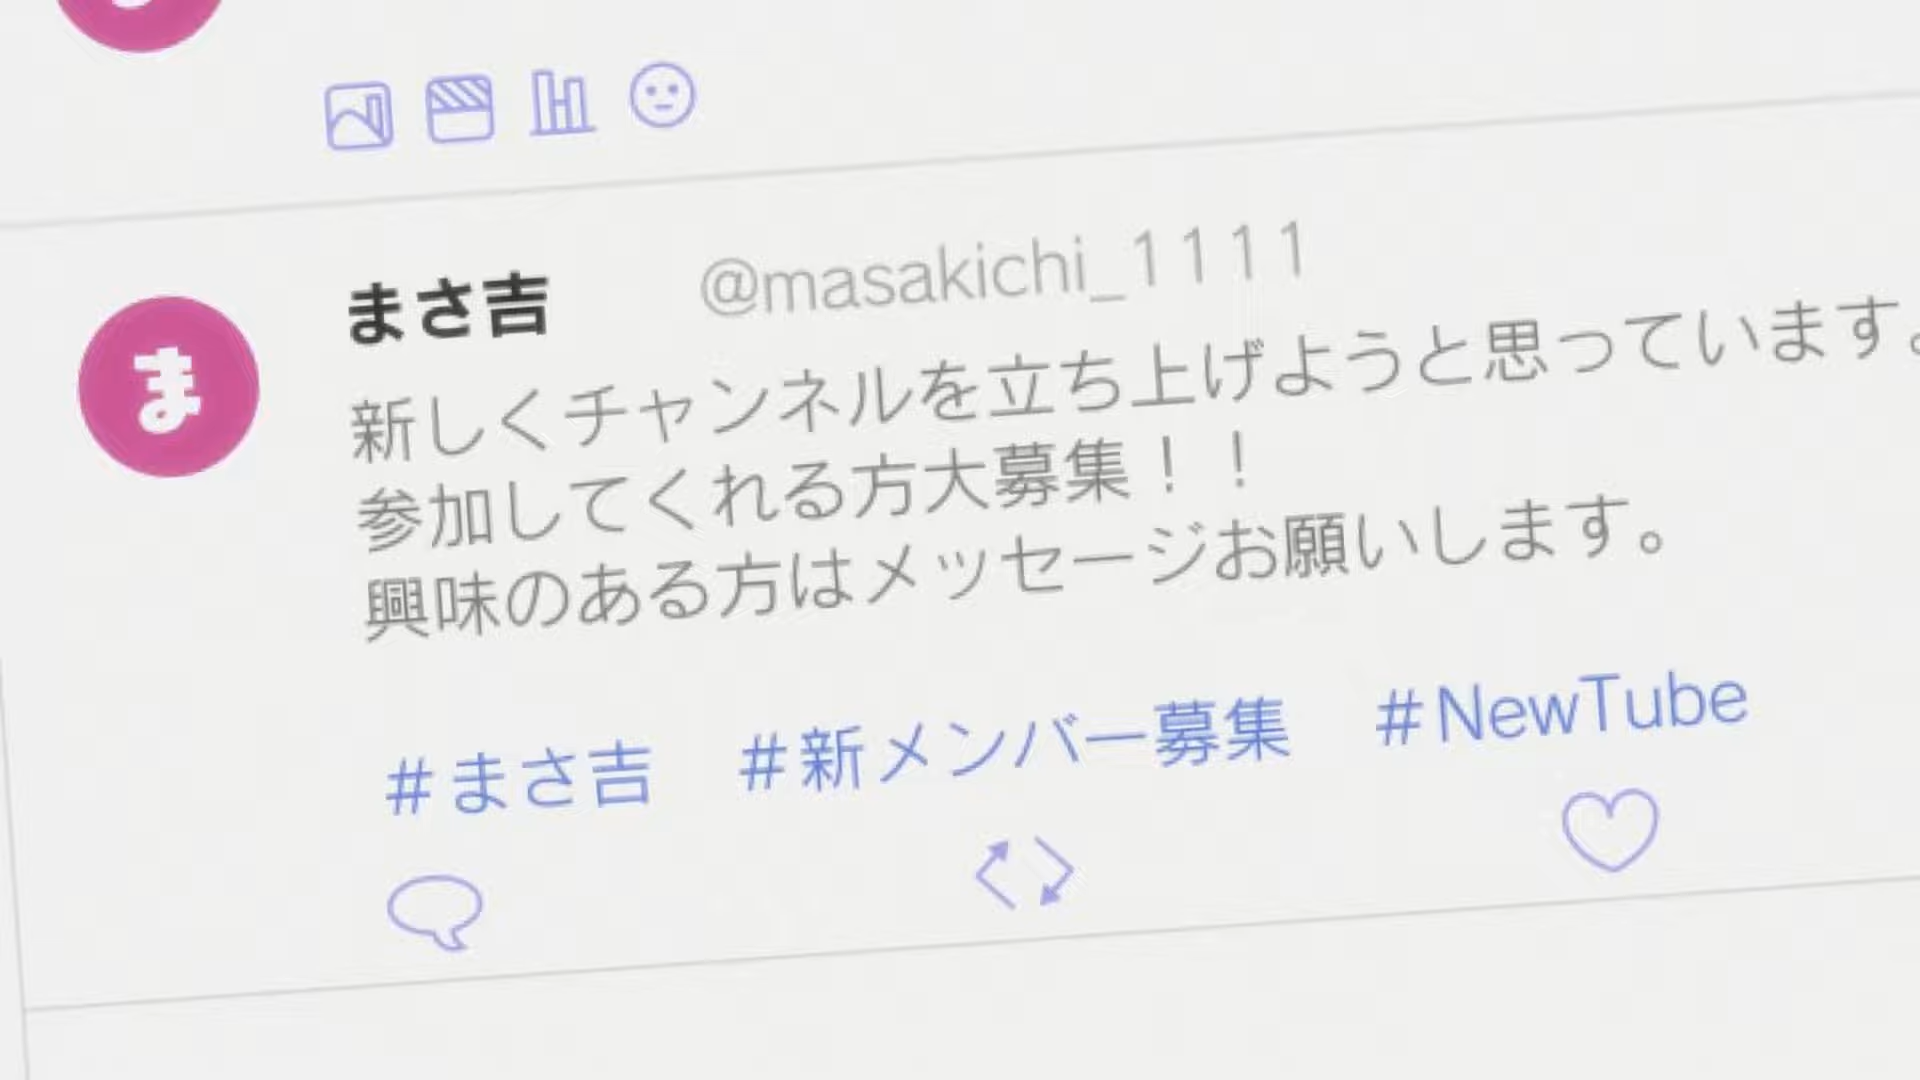 まさ吉 @masakichi_1111
ま
新しくチャンネルを立ち上げようと思っています。
参加してくれる方大募集！！
興味のある方はメッセージお願いします。
#まさ吉 #新メンバー募集 #NewTube